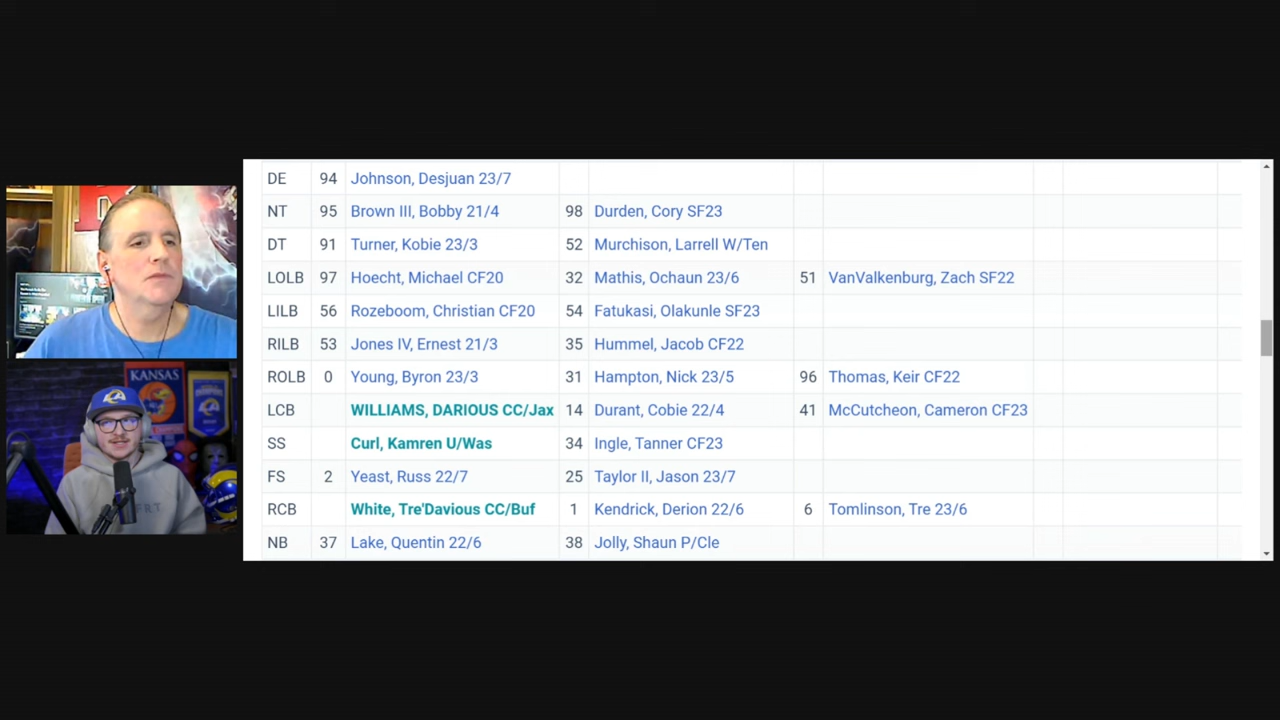 DE 94 Johnson, Desjuan 23/7
NT 95 Brown III, Bobby 21/4 98 Durden, Cory SF23
DT 91 Turner, Kobie 23/3 52 Murchison, Larrell W/Ten
LOLB 97 Hoecht, Michael CF20 32 Mathis, Ochaun 23/6 51 VanValkenburg, Zach SF22
LILB 56 Rozeboom, Christian CF20 54 Fatukasi, Olakunle SF23
RILB 53 Jones IV, Ernest 21/3 35 Hummel, Jacob CF22
ROLB 0 Young, Byron 23/3 31 Hampton, Nick 23/5 96 Thomas, Keir CF22
LCB WILLIAMS, DARIOUS CC/Jax 14 Durant, Cobie 22/4 41 McCutcheon, Cameron CF23
SS Curl, Kamren U/Was 34 Ingle, Tanner CF23
FS 2 Yeast, Russ 22/7 25 Taylor II, Jason 23/7
RCB White, Tre'Davious CC/Buf 1 Kendrick, Derion 22/6 6 Tomlinson, Tre 23/6
NB 37 Lake, Quentin 22/6 38 Jolly, Shaun P/Cle
KANSAS